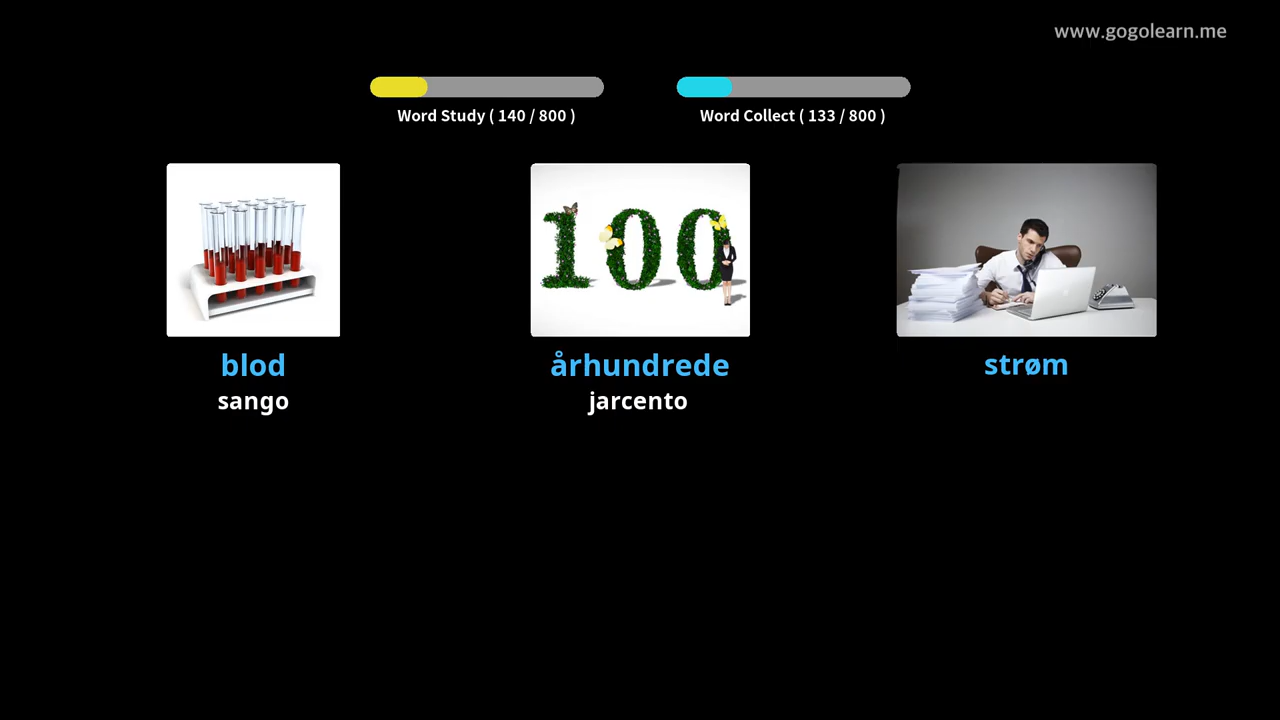 www.gogolearn.me
Word Study ( 140 / 800 )
Word Collect ( 133 / 800 )
100
blod
århundrede
strøm
sango
jarcento